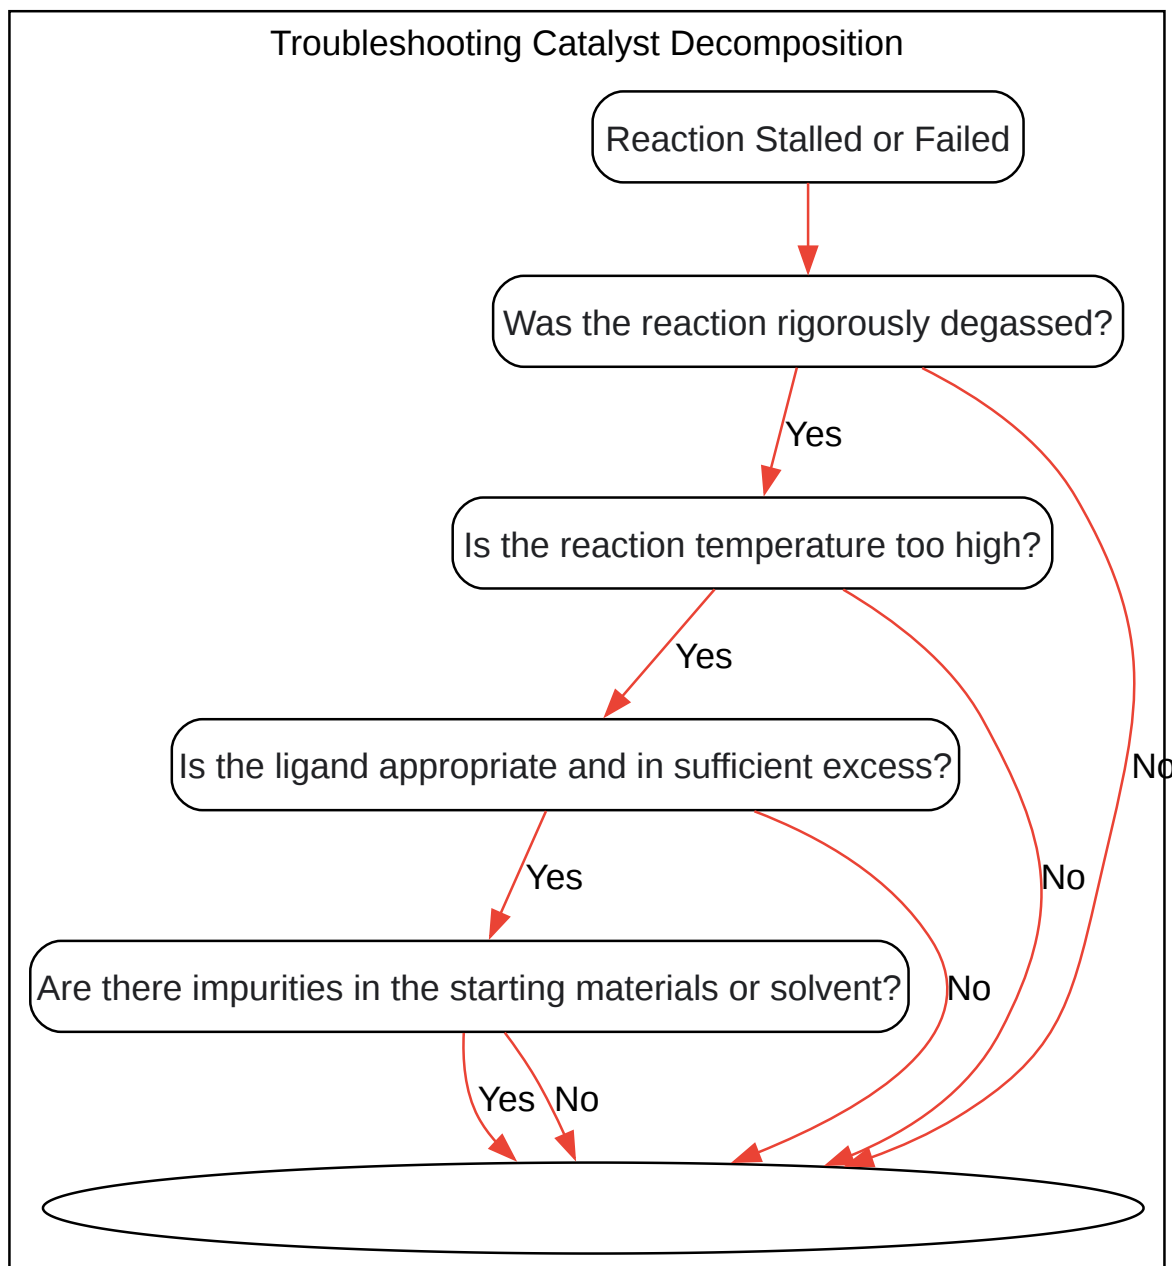 Troubleshooting Catalyst Decomposition
Reaction Stalled or Failed
Was the reaction rigorously degassed?
Yes
Is the reaction temperature too high?
Yes
Is the ligand appropriate and in sufficient excess?
No
Yes
No
Are there impurities in the starting materials or solvent?
No
Yes
No